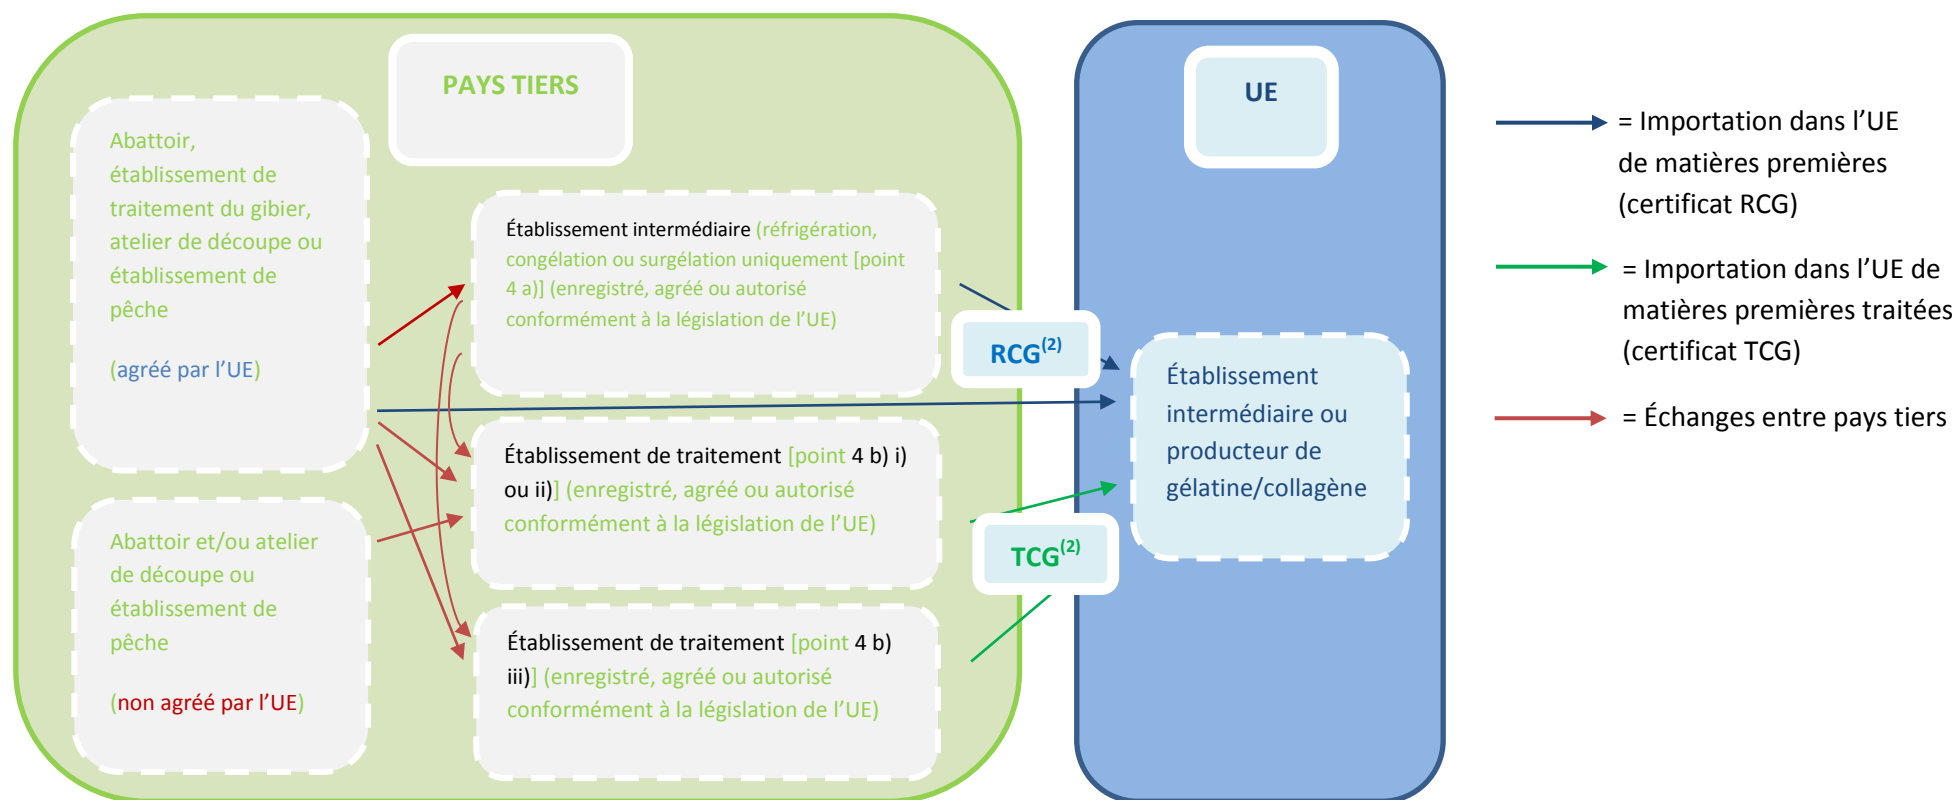 PAYS TIERS
Abattoir,
établissement de
traitement du gibier,
atelier de découpe ou
établissement de
pêche
(agréé par l'UE)
Abattoir et/ou atelier
de découpe ou
établissement de
pêche
(non agréé par l'UE)
Établissement intermédiaire (réfrigération,
congélation ou surgélation uniquement [point
4 a)] (enregistré, agréé ou autorisé
conformément à la législation de l'UE)
Établissement de traitement [point 4 b) i)
ou ii)] (enregistré, agréé ou autorisé
conformément à la législation de l'UE)
Établissement de traitement [point 4 b)
iii)] (enregistré, agréé ou autorisé
conformément à la législation de l'UE)
RCG(2)
TCG(2)
UE
Établissement
intermédiaire ou
producteur de
gélatine/collagène
= Importation dans l'UE
de matières premières
(certificat RCG)
= Importation dans l'UE de
matières premières traitées
(certificat TCG)
= Échanges entre pays tiers